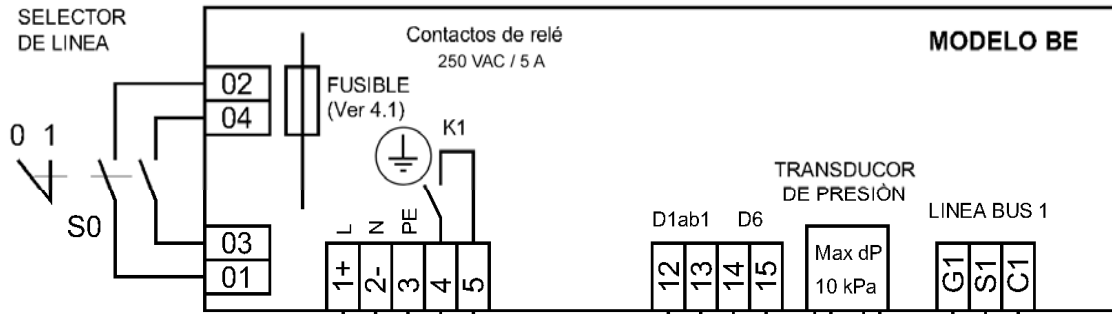 SELECTOR
DE LINEA
Contactos de relé
250 VAC / 5 A
MODELO BE
02
04
FUSIBLE
(Ver 4.1)
K1
0 1
S0
03
01
L
N
PE
1+
2-
3
4
5
D1ab1 D6
12
13
14
15
TRANSDUCOR
DE PRESIÒN
Max dP
10 kPa
LINEA BUS 1
G1
S1
C1